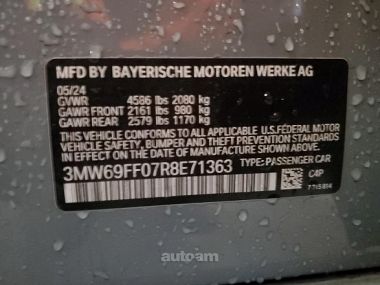 MFD BY BAYERISCHE MOTOREN WERKE AG
05/24
GVWR 4586 lbs 2080 kg
GAWR FRONT 2161 lbs 980 kg
GAWR REAR 2579 lbs 1170 kg
THIS VEHICLE CONFORMS TO ALL APPLICABLE U.S.FEDERAL MOTOR
VEHICLE SAFETY, BUMPER AND THEFT PREVENTION STANDARDS
IN EFFECT ON THE DATE OF MANUFACTURE SHOWN ABOVE.
3MW69FF07R8E71363 TYPE: PASSENGER CAR
C4P
autoam